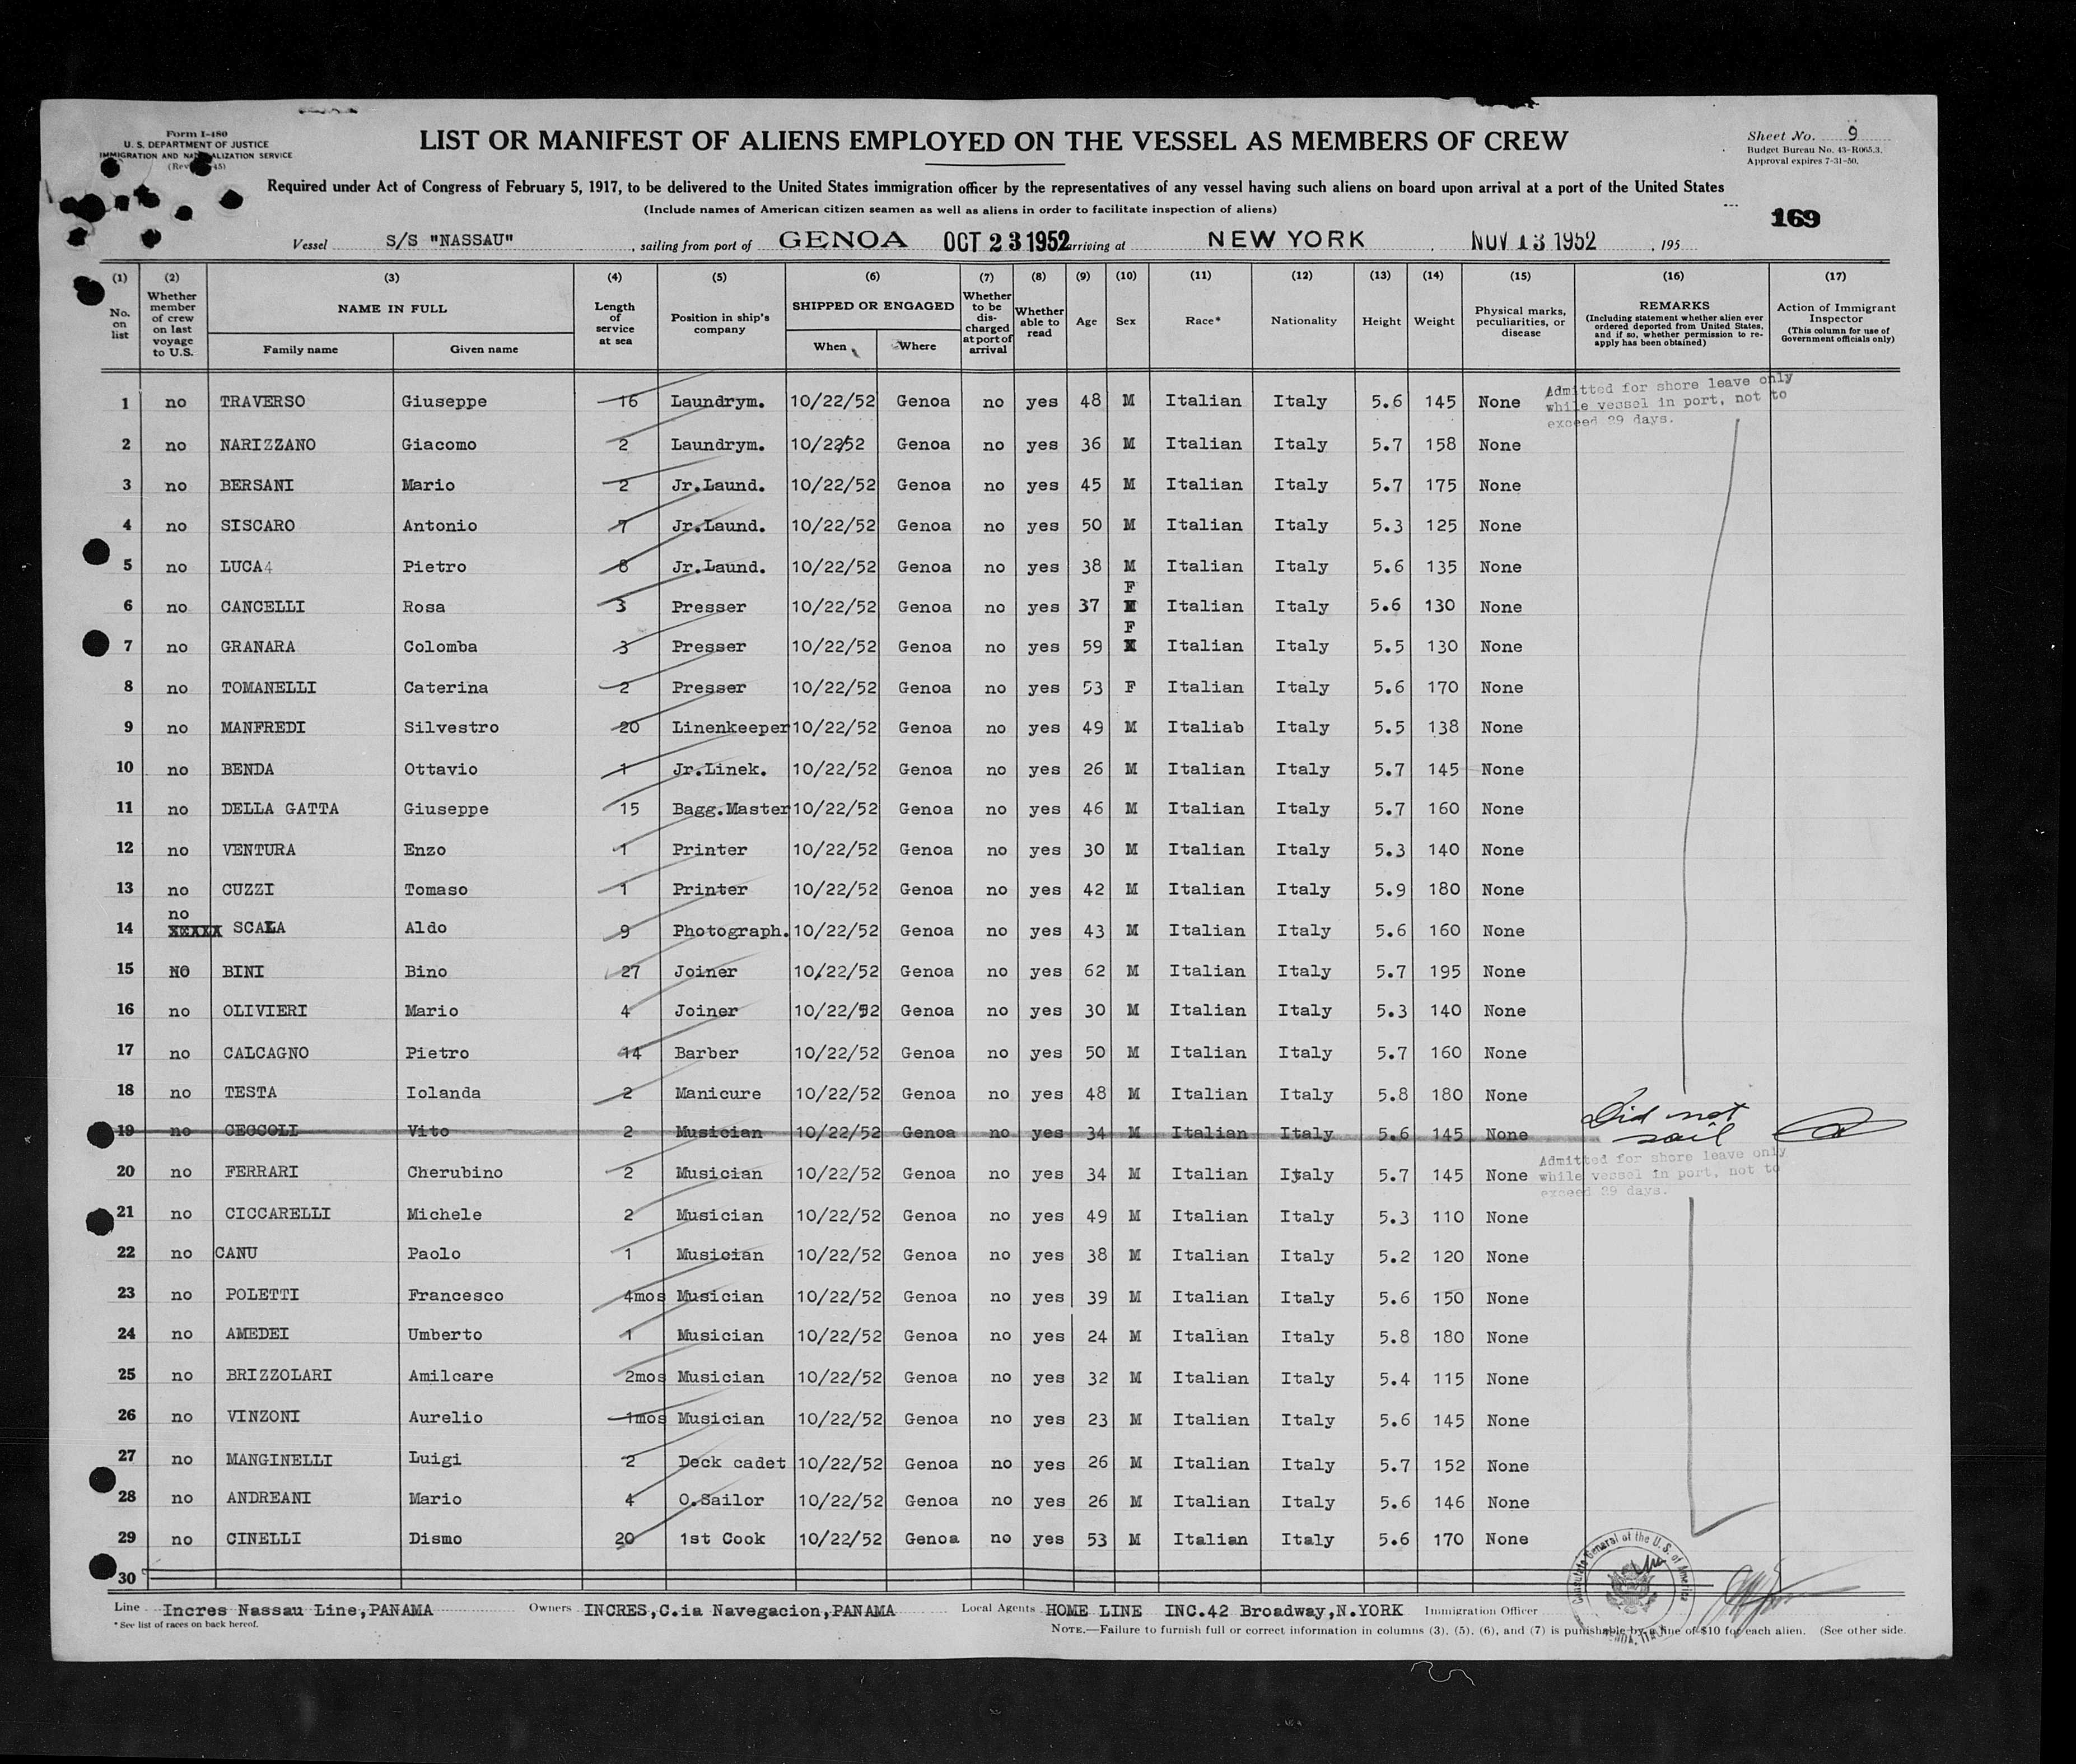 Form I-480
U. S. DEPARTMENT OF JUSTICE
IMMIGRATION AND NATURALIZATION SERVICE
LIST OR MANIFEST OF ALIENS EMPLOYED ON THE VESSEL AS MEMBERS OF CREW
Sheet No. 9
Budget Bureau No. 43-R065.3.
Approval expires 7-31-50.
Required under Act of Congress of February 5, 1917, to be delivered to the United States immigration officer by the representatives of any vessel having such aliens on board upon arrival at a port of the United States
(Include names of American citizen seamen as well as aliens in order to facilitate inspection of aliens)
169
Vessel S/S "NASSAU", sailing from port of GENOA OCT 23 1952 arriving at NEW YORK, NOV 13 1952, 195
(1) (2) (3) (4) (5) (6) (7) (8) (9) (10) (11) (12) (13) (14) (15) (16) (17)
No. on list
Whether member of crew on last voyage to U.S.
NAME IN FULL
Family name Given name
Length of service at sea
Position in ship's company
SHIPPED OR ENGAGED
When Where
Whether to be discharged at port of arrival
Whether able to read
Age
Sex
Race*
Nationality
Height
Weight
Physical marks, peculiarities, or disease
REMARKS
(Including statement whether alien ever ordered deported from United States, and if so, whether permission to re-apply has been obtained)
Action of Immigrant Inspector
(This column for use of Government officials only)
1 no TRAVERSO Giuseppe 16 Laundrym. 10/22/52 Genoa no yes 48 M Italian Italy 5.6 145 None
Admitted for shore leave only
while vessel in port, not to
exceed 29 days.
2 no NARIZZANO Giacomo 2 Laundrym. 10/22/52 Genoa no yes 36 M Italian Italy 5.7 158 None
3 no BERSANI Mario 2 Jr.Laund. 10/22/52 Genoa no yes 45 M Italian Italy 5.7 175 None
4 no SISCARO Antonio 7 Jr.Laund. 10/22/52 Genoa no yes 50 M Italian Italy 5.3 125 None
5 no LUCA4 Pietro 8 Jr.Laund. 10/22/52 Genoa no yes 38 M Italian Italy 5.6 135 None
6 no CANCELLI Rosa 3 Presser 10/22/52 Genoa no yes 37 F Italian Italy 5.6 130 None
7 no GRANARA Colomba 3 Presser 10/22/52 Genoa no yes 59 F Italian Italy 5.5 130 None
8 no TOMANELLI Caterina 2 Presser 10/22/52 Genoa no yes 53 F Italian Italy 5.6 170 None
9 no MANFREDI Silvestro 20 Linenkeeper 10/22/52 Genoa no yes 49 M Italiab Italy 5.5 138 None
10 no BENDA Ottavio 1 Jr.Linek. 10/22/52 Genoa no yes 26 M Italian Italy 5.7 145 None
11 no DELLA GATTA Giuseppe 15 Bagg.Master 10/22/52 Genoa no yes 46 M Italian Italy 5.7 160 None
12 no VENTURA Enzo 1 Printer 10/22/52 Genoa no yes 30 M Italian Italy 5.3 140 None
13 no CUZZI Tomaso 1 Printer 10/22/52 Genoa no yes 42 M Italian Italy 5.9 180 None
14 no SCALA Aldo 9 Photograph. 10/22/52 Genoa no yes 43 M Italian Italy 5.6 160 None
15 NO BINI Bino 27 Joiner 10/22/52 Genoa no yes 62 M Italian Italy 5.7 195 None
16 no OLIVIERI Mario 4 Joiner 10/22/52 Genoa no yes 30 M Italian Italy 5.3 140 None
17 no CALCAGNO Pietro 14 Barber 10/22/52 Genoa no yes 50 M Italian Italy 5.7 160 None
18 no TESTA Iolanda 2 Manicure 10/22/52 Genoa no yes 48 M Italian Italy 5.8 180 None
19 no CECCOLI Vito 2 Musician 10/22/52 Genoa no yes 34 M Italian Italy 5.6 145 None Did not sail
20 no FERRARI Cherubino 2 Musician 10/22/52 Genoa no yes 34 M Italian Italy 5.7 145 None
Admitted for shore leave only
while vessel in port, not to
exceed 29 days.
21 no CICCARELLI Michele 2 Musician 10/22/52 Genoa no yes 49 M Italian Italy 5.3 110 None
22 no CANU Paolo 1 Musician 10/22/52 Genoa no yes 38 M Italian Italy 5.2 120 None
23 no POLETTI Francesco 4mos Musician 10/22/52 Genoa no yes 39 M Italian Italy 5.6 150 None
24 no AMEDEI Umberto 1 Musician 10/22/52 Genoa no yes 24 M Italian Italy 5.8 180 None
25 no BRIZZOLARI Amilcare 2mos Musician 10/22/52 Genoa no yes 32 M Italian Italy 5.4 115 None
26 no VINZONI Aurelio 1mos Musician 10/22/52 Genoa no yes 23 M Italian Italy 5.6 145 None
27 no MANGINELLI Luigi 2 Deck cadet 10/22/52 Genoa no yes 26 M Italian Italy 5.7 152 None
28 no ANDREANI Mario 4 O.Sailor 10/22/52 Genoa no yes 26 M Italian Italy 5.6 146 None
29 no CINELLI Dismo 20 1st Cook 10/22/52 Genoa no yes 53 M Italian Italy 5.6 170 None
30
Line Incres Nassau Line,PANAMA Owners INCRES,C.ia Navegacion,PANAMA Local Agents HOME LINE INC.42 Broadway,N.YORK Immigration Officer
*See list of races on back hereof.
NOTE.—Failure to furnish full or correct information in columns (3), (5), (6), and (7) is punishable by a fine of $10 for each alien. (See other side.